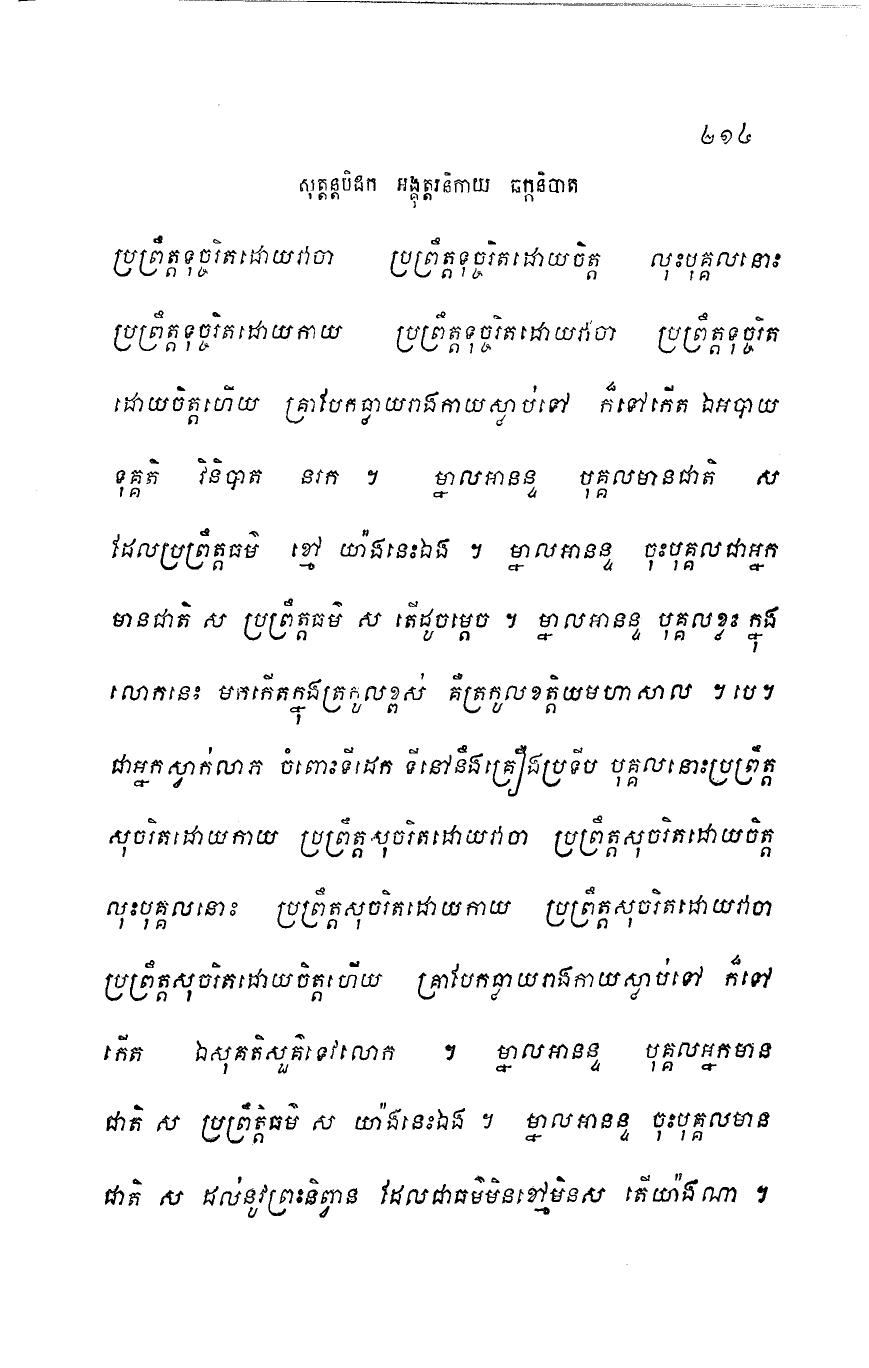 ២១៤
សុត្តន្តបិដក អង្គុត្តរនិកាយ ឆក្កនិបាត
ប្រព្រឹត្តទុច្ចរិតដោយវាចា ប្រព្រឹត្តទុច្ចរិតដោយចិត្ត លុះបុគ្គលនោះ
ប្រព្រឹត្តទុច្ចរិតដោយកាយ ប្រព្រឹត្តទុច្ចរិតដោយវាចា ប្រព្រឹត្តទុច្ចរិត
ដោយចិត្តហើយ គ្រាបែកធ្លាយរាងកាយស្លាប់ទៅ ក៏ទៅកើត ឯអបាយ
ទុគ្គតិ វិនិបាត នរក ។ ម្នាលអានន្ទ បុគ្គលមានជាតិ ស
ដែលប្រព្រឹត្តធម៌ ខ្មៅ យ៉ាងនេះឯង ។ ម្នាលអានន្ទ ចុះបុគ្គលជាអ្នក
មានជាតិ ស ប្រព្រឹត្តធម៌ ស តើដូចម្តេច ។ ម្នាលអានន្ទ បុគ្គលខ្លះ ក្នុង
លោកនេះ មកកើតក្នុងត្រកូលខ្ពស់ គឺត្រកូលខត្តិយមហាសាល ។ បេ។
ជាអ្នកស្វាក់លាភ ចំពោះទីដេក ទីនៅនឹងគ្រឿងប្រទីប បុគ្គលនោះប្រព្រឹត្ត
សុចរិតដោយកាយ ប្រព្រឹត្តសុចរិតដោយវាចា ប្រព្រឹត្តសុចរិតដោយចិត្ត
លុះបុគ្គលនោះ ប្រព្រឹត្តសុចរិតដោយកាយ ប្រព្រឹត្តសុចរិតដោយវាចា
ប្រព្រឹត្តសុចរិតដោយចិត្តហើយ គ្រាបែកធ្លាយរាងកាយស្លាប់ទៅ ក៏ទៅ
កើត ឯសុគតិសួគ៌ទេវលោក ។ ម្នាលអានន្ទ បុគ្គលអ្នកមាន
ជាតិ ស ប្រព្រឹត្តិធម៌ ស យ៉ាងនេះឯង ។ ម្នាលអានន្ទ ចុះបុគ្គលមាន
ជាតិ ស ដល់នូវព្រះនិព្វាន ដែលជាធម៌មិនខ្មៅមិនស តើយ៉ាងណា ។